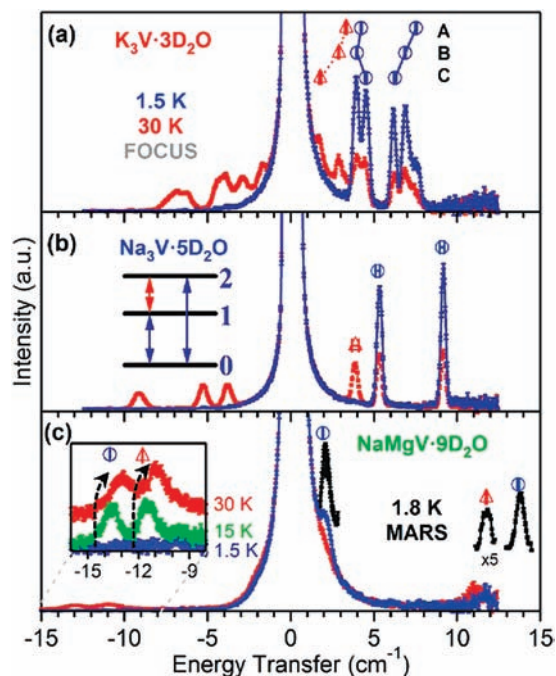 (a)
K₃V·3D₂O
A
B
C
1.5 K
30 K
FOCUS
(b)
Na₃V·5D₂O
2
1
0
(c)
NaMgV·9D₂O
30 K
15 K
1.5 K
-15 -12 -9
1.8 K
MARS
x5
-15 -10 -5 0 5 10 15
Energy Transfer (cm⁻¹)
Intensity (a.u.)